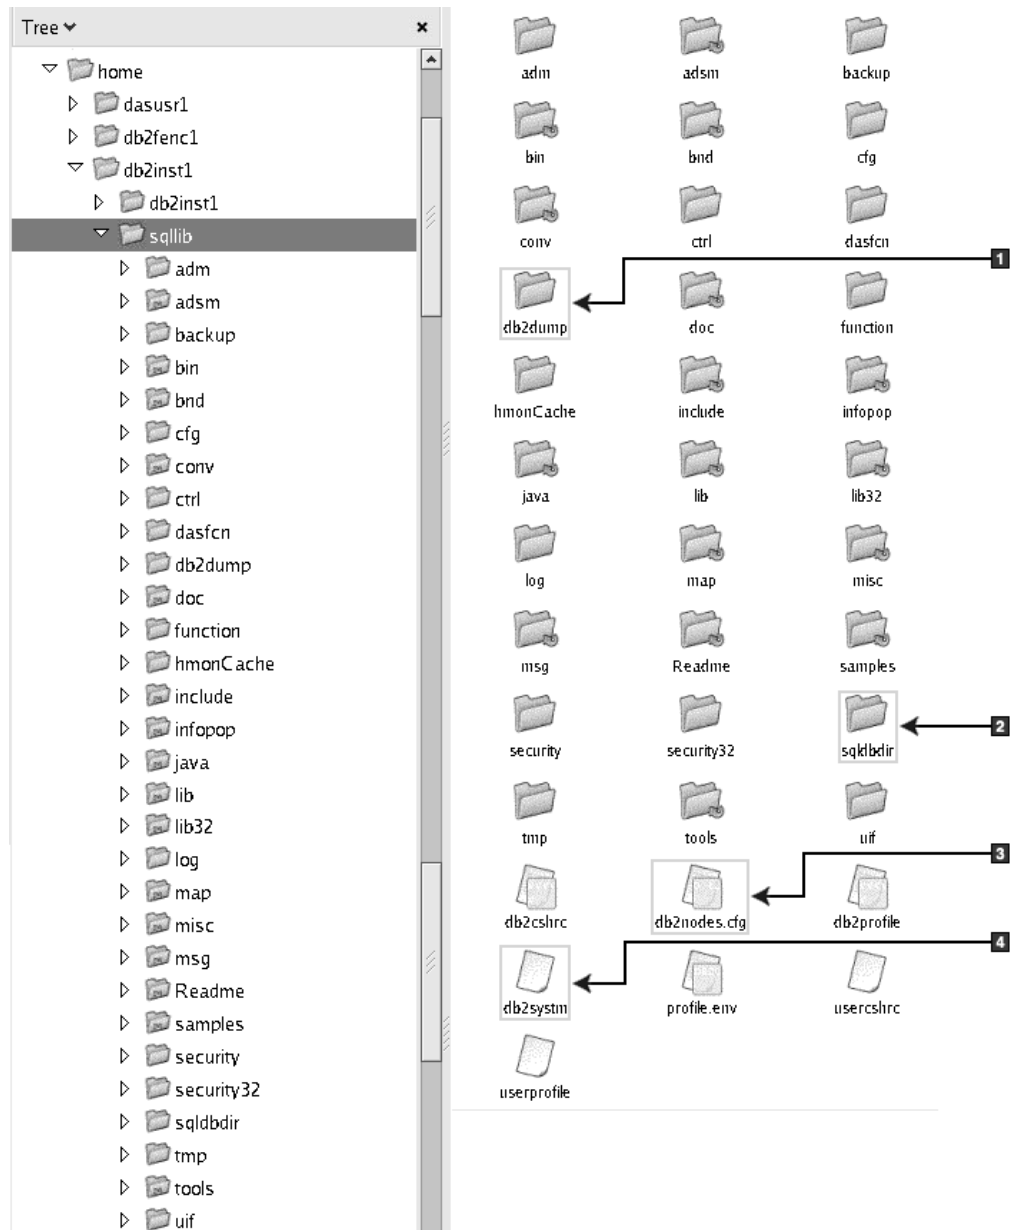 Tree
home
dasusr1
db2fenc1
db2inst1
db2inst1
sqllib
adm
adsm
backup
bin
bnd
cfg
conv
ctrl
dasfcn
db2dump
doc
function
hmonCache
include
infopop
java
lib
lib32
log
map
misc
msg
Readme
samples
security
security32
sqldbdir
tmp
tools
uif
adm adsm backup
bin bnd cfg
conv ctrl dasfcn
1
db2dump doc function
hmonCache include infopop
java lib lib32
log map misc
msg Readme samples
2
security security32 sqldbdir
tmp tools uif
3
db2cshrc db2nodes.cfg db2profile
4
db2systm profile.env usercshrc
userprofile